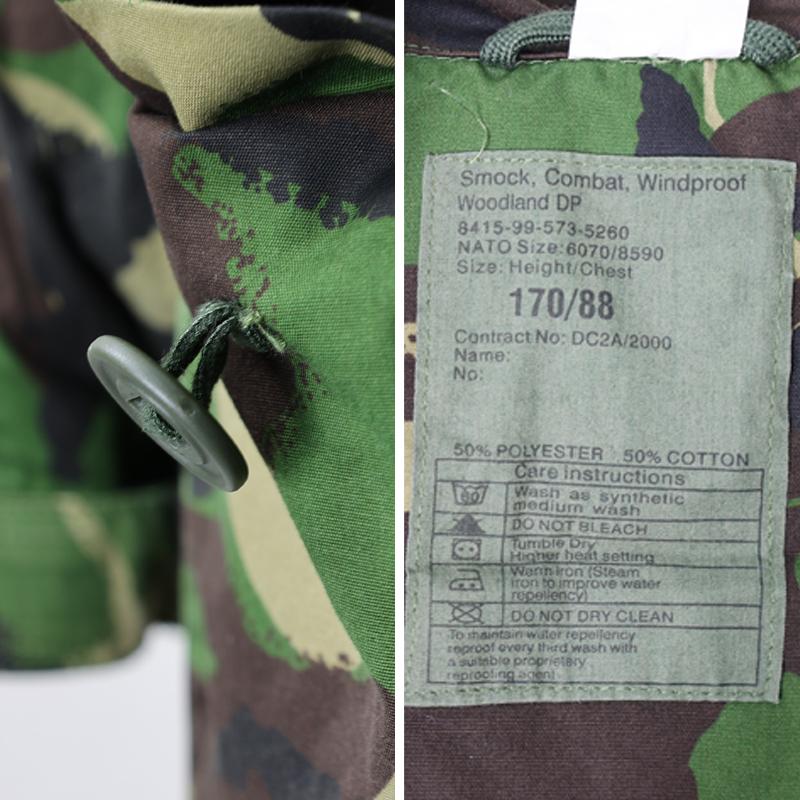 Smock, Combat, Windproof
Woodland DP
8415-99-573-5260
NATO Size:6070/8590
Size: Height/Chest
170/88
Contract No: DC2A/2000
Name:
No:
50% POLYESTER 50% COTTON
Care instructions
60
Wash as synthetic
medium wash
DO NOT BLEACH
Tumble Dry
Higher heat setting
Warm Iron (Steam
iron to improve water
repellency)
DO NOT DRY CLEAN
To maintain water repellency
reproof every third wash with
a suitable proprietary
reproofing agent